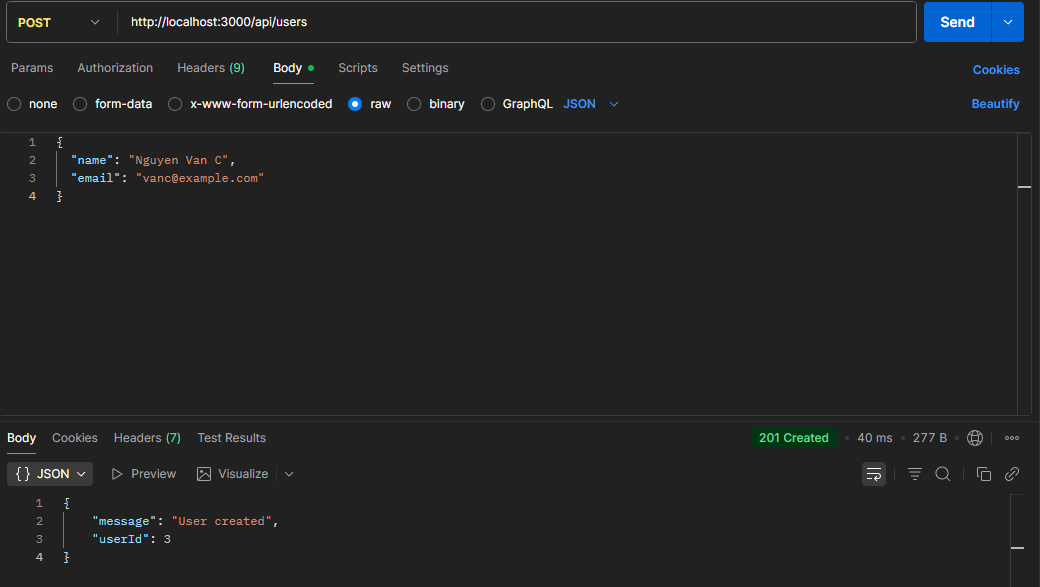 POST http://localhost:3000/api/users Send
Params Authorization Headers (9) Body Scripts Settings Cookies
none form-data x-www-form-urlencoded raw binary GraphQL JSON Beautify
1 {
2 "name": "Nguyen Van C",
3 "email": "vanc@example.com"
4 }
Body Cookies Headers (7) Test Results 201 Created • 40 ms • 277 B •
{} JSON Preview Visualize
1 {
2 "message": "User created",
3 "userId": 3
4 }